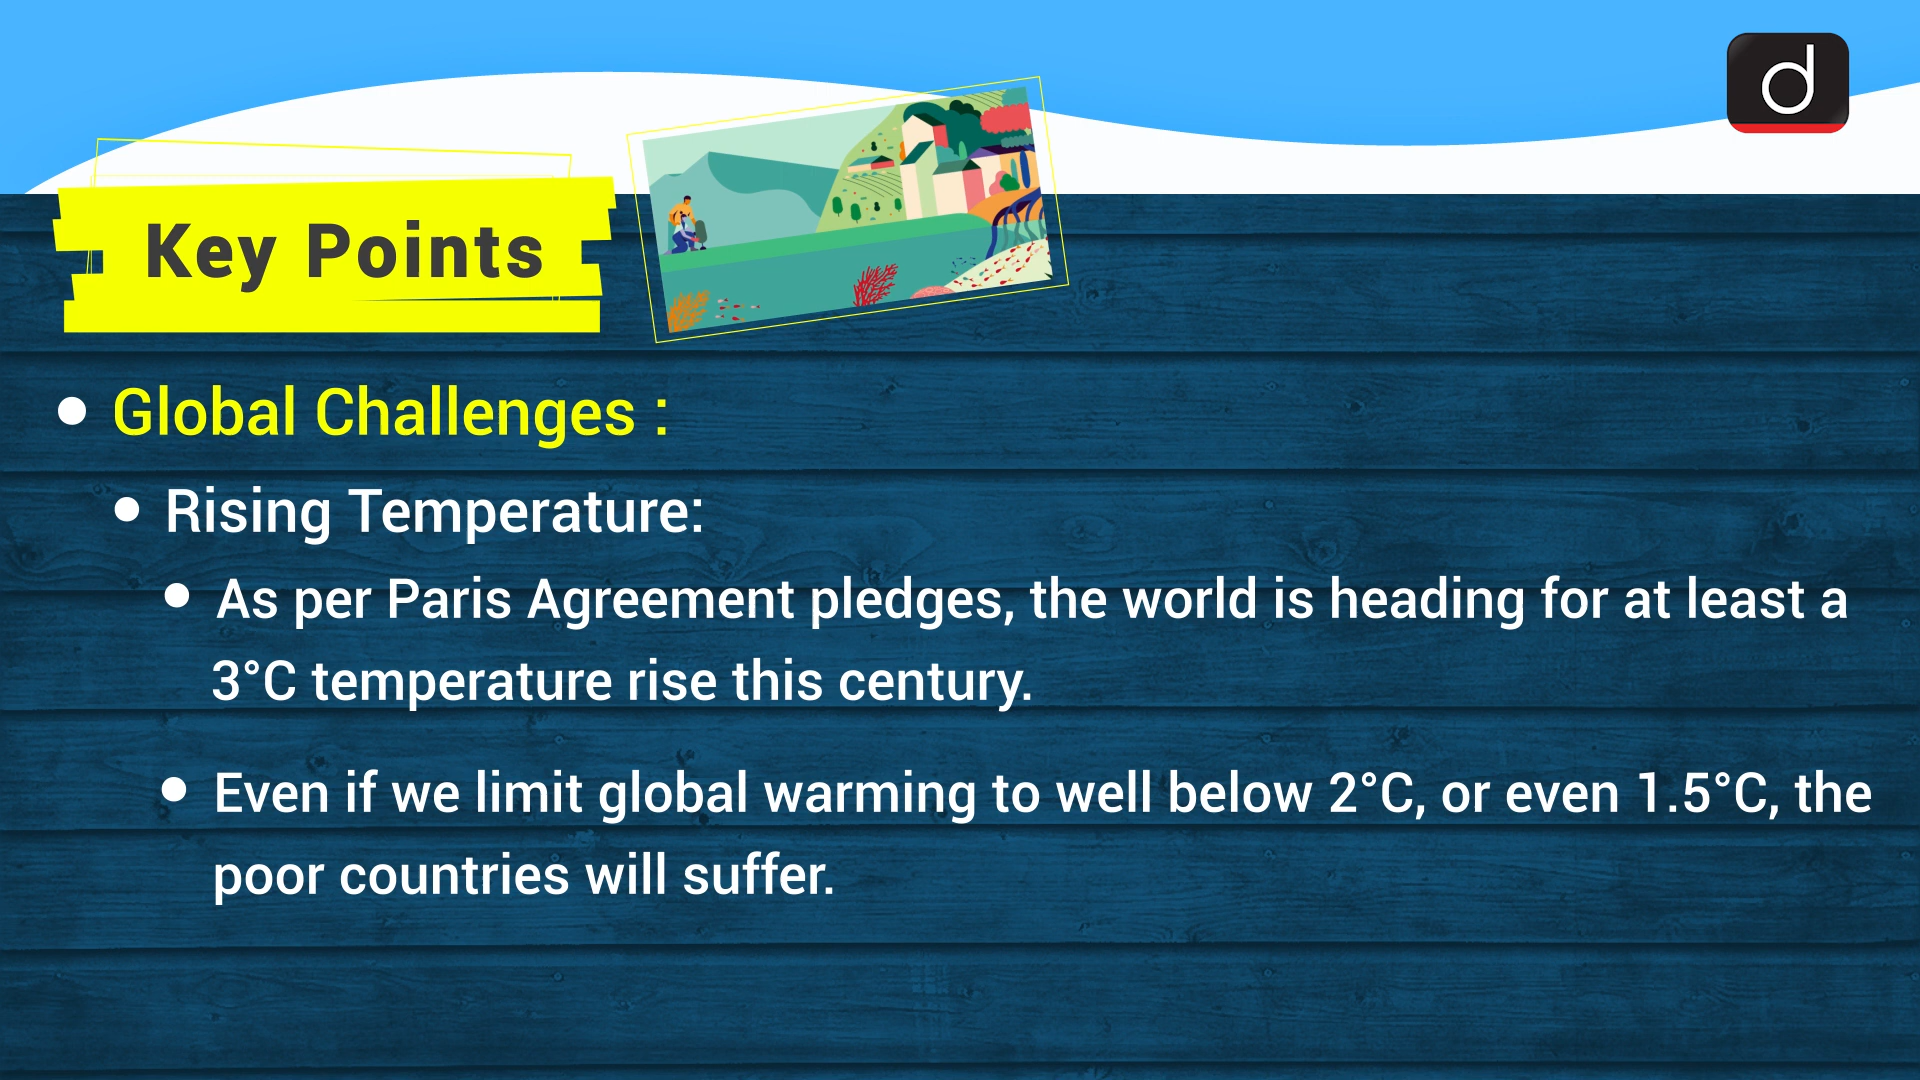 d
Key Points
• Global Challenges :
• Rising Temperature:
• As per Paris Agreement pledges, the world is heading for at least a
3°C temperature rise this century.
• Even if we limit global warming to well below 2°C, or even 1.5°C, the
poor countries will suffer.